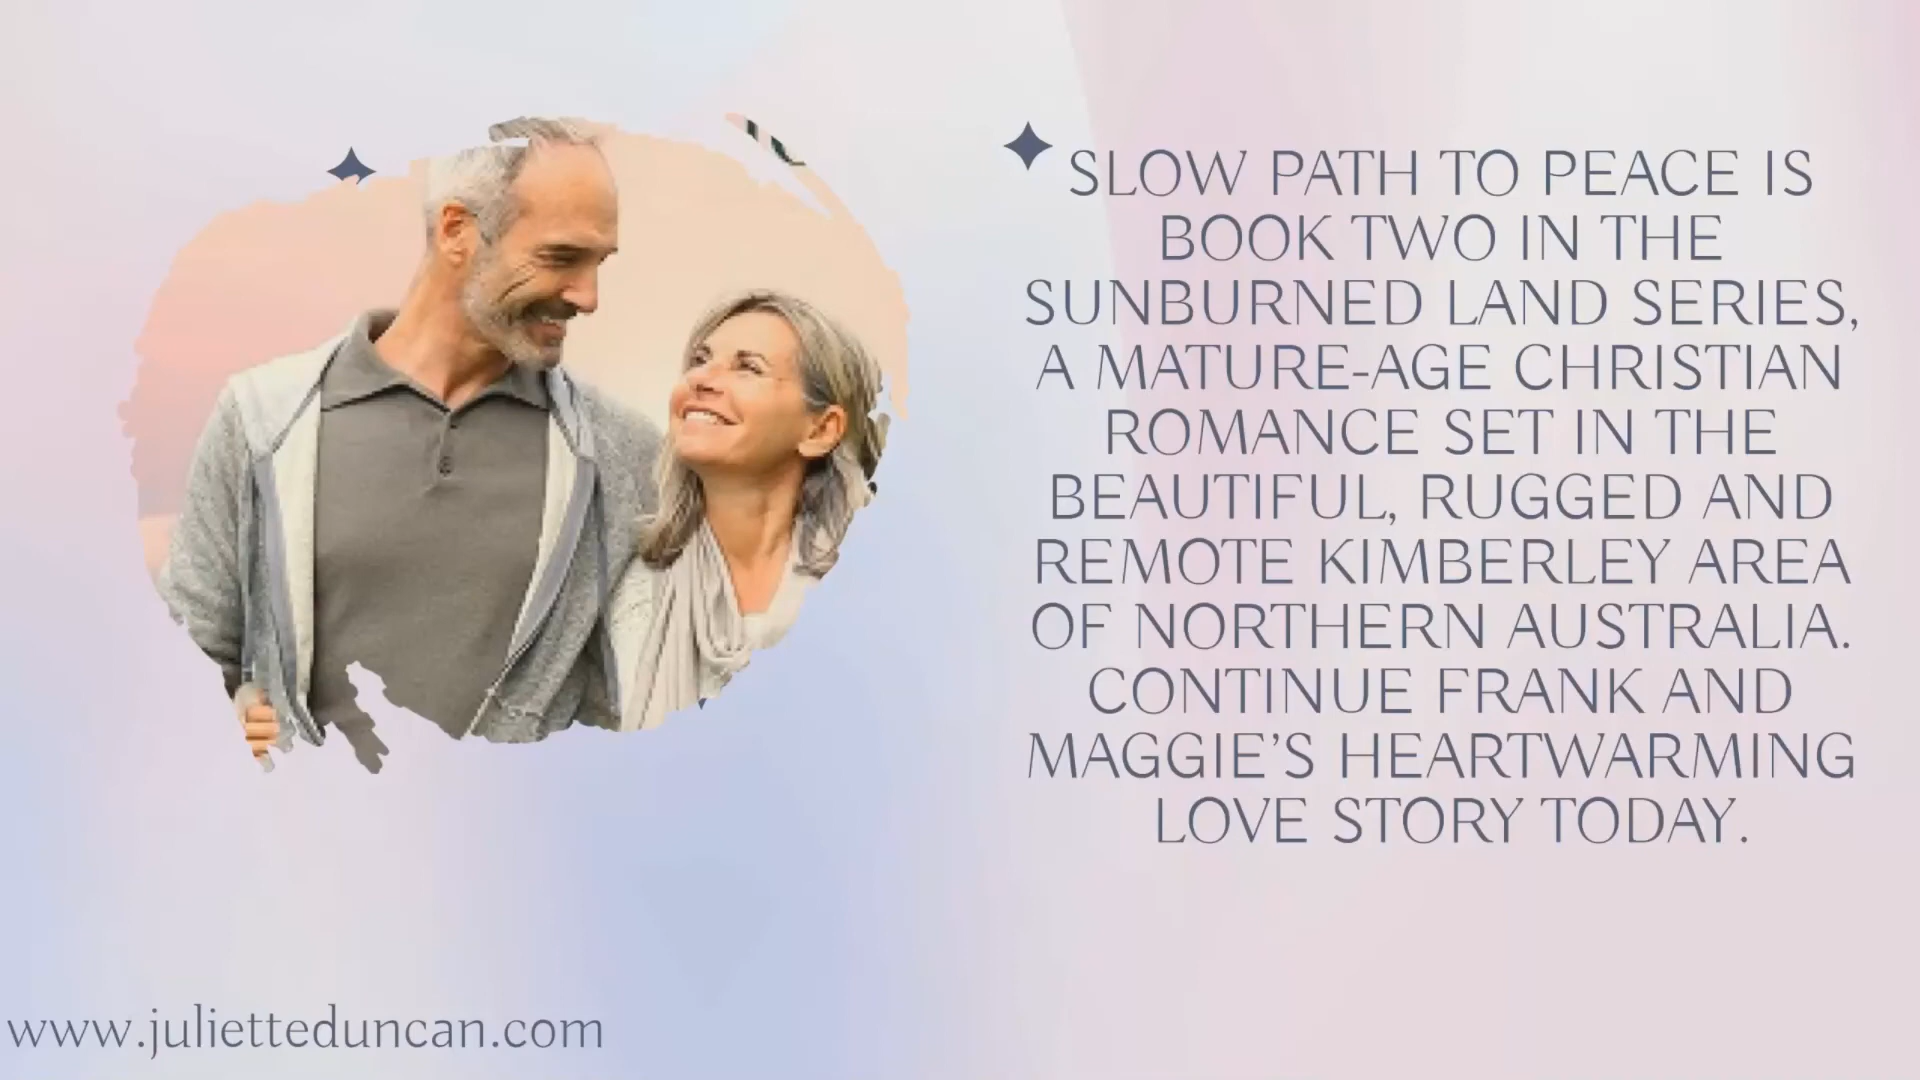 SLOW PATH TO PEACE IS
BOOK TWO IN THE
SUNBURNED LAND SERIES,
A MATURE-AGE CHRISTIAN
ROMANCE SET IN THE
BEAUTIFUL, RUGGED AND
REMOTE KIMBERLEY AREA
OF NORTHERN AUSTRALIA.
CONTINUE FRANK AND
MAGGIE’S HEARTWARMING
LOVE STORY TODAY.
www.julietteduncan.com